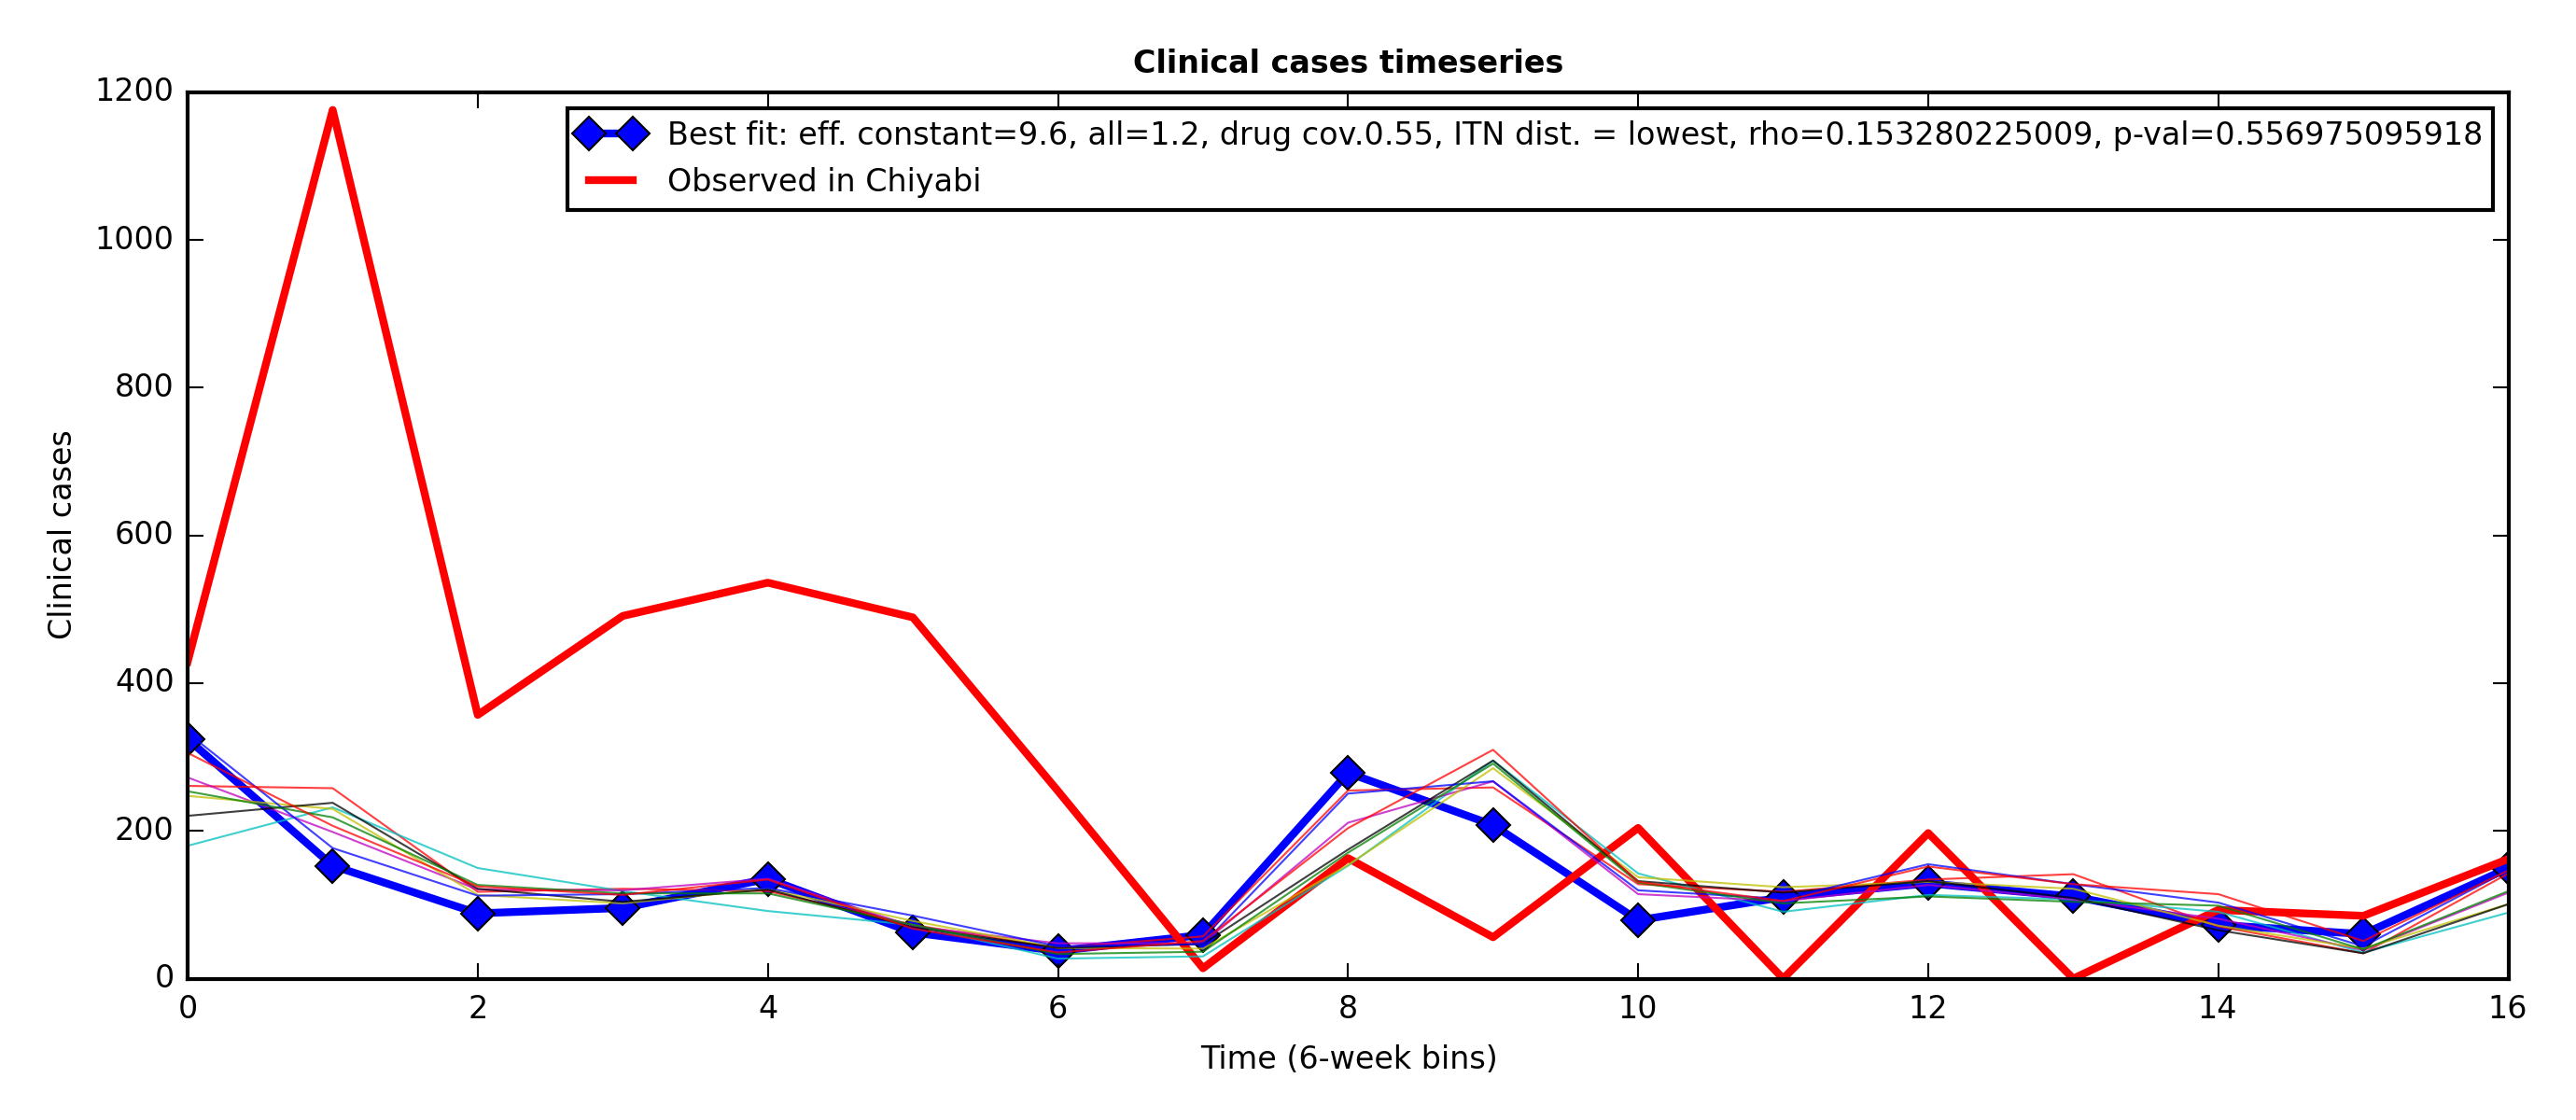 Clinical cases timeseries
Best fit: eff. constant=9.6, all=1.2, drug cov.0.55, ITN dist. = lowest, rho=0.153280225009, p-val=0.556975095918
Observed in Chiyabi
1200
1000
800
600
400
200
0
Clinical cases
0 2 4 6 8 10 12 14 16
Time (6-week bins)